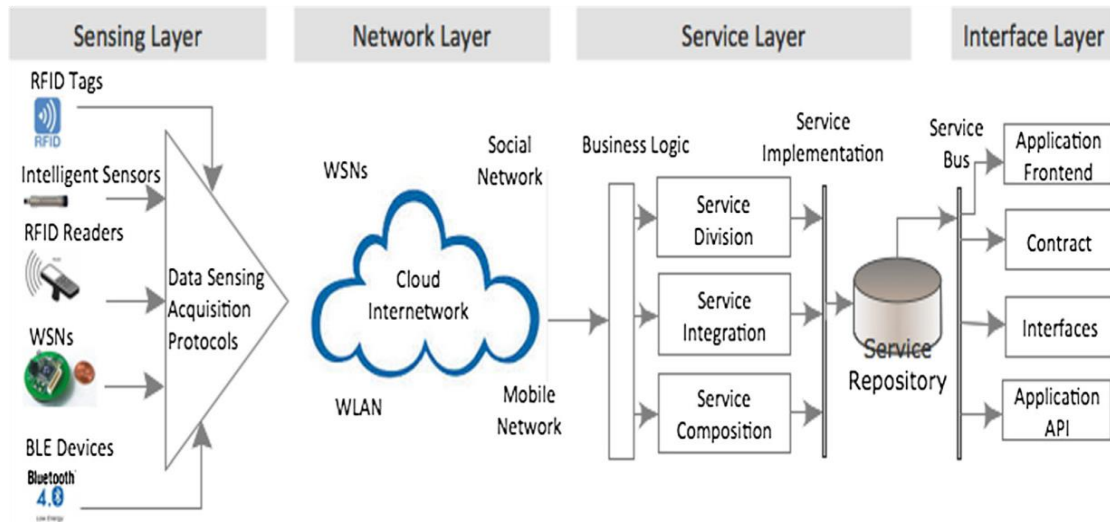 Sensing Layer
Network Layer
Service Layer
Interface Layer
RFID Tags
RFID
Intelligent Sensors
RFID Readers
WSNs
BLE Devices
Bluetooth
4.0
Low Energy
Data Sensing
Acquisition
Protocols
WSNs
Social
Network
Cloud
Internetwork
WLAN
Mobile
Network
Business Logic
Service
Division
Service
Integration
Service
Composition
Service
Implementation
Service
Repository
Service
Bus
Application
Frontend
Contract
Interfaces
Application
API